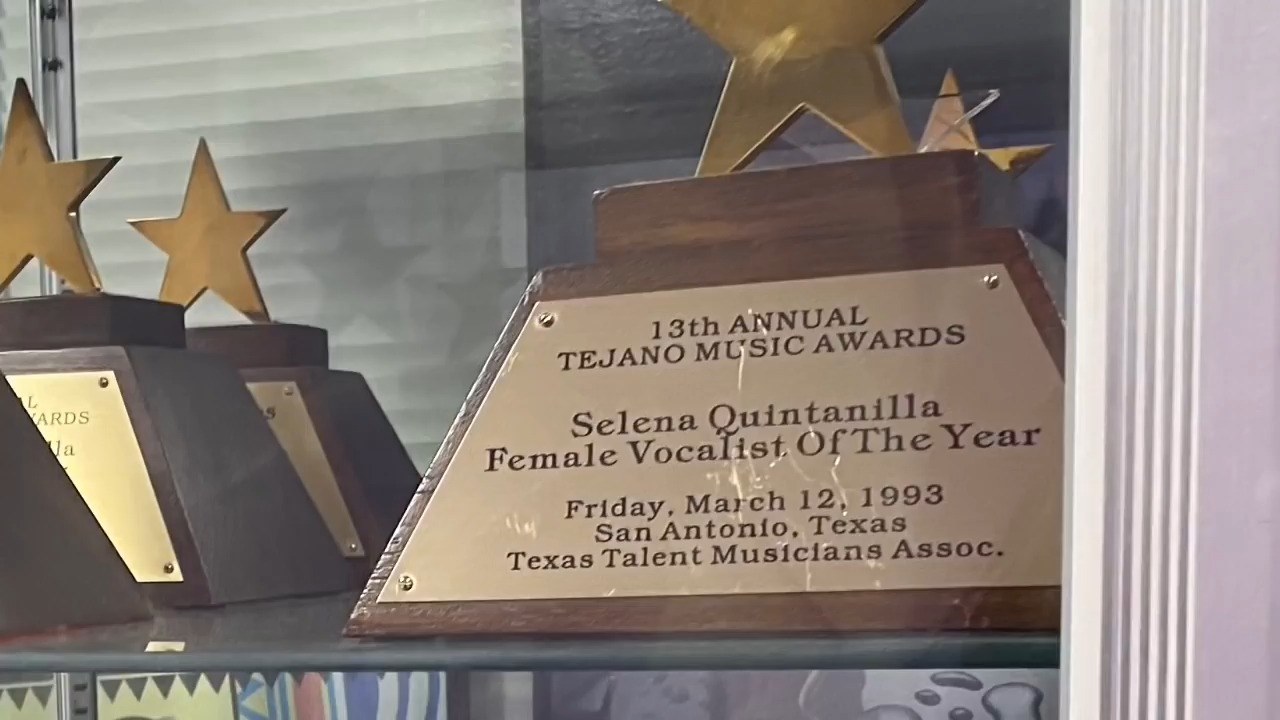 13th ANNUAL
TEJANO MUSIC AWARDS
Selena Quintanilla
Female Vocalist Of The Year
Friday, March 12, 1993
San Antonio, Texas
Texas Talent Musicians Assoc.